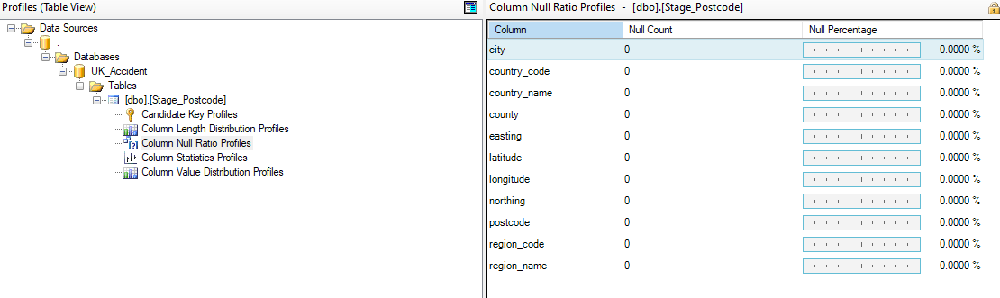 Profiles (Table View)
Data Sources
.
Databases
UK_Accident
Tables
[dbo].[Stage_Postcode]
Candidate Key Profiles
Column Length Distribution Profiles
Column Null Ratio Profiles
Column Statistics Profiles
Column Value Distribution Profiles
Column Null Ratio Profiles - [dbo].[Stage_Postcode]
Column Null Count Null Percentage
city 0 0.0000 %
country_code 0 0.0000 %
country_name 0 0.0000 %
county 0 0.0000 %
easting 0 0.0000 %
latitude 0 0.0000 %
longitude 0 0.0000 %
northing 0 0.0000 %
postcode 0 0.0000 %
region_code 0 0.0000 %
region_name 0 0.0000 %